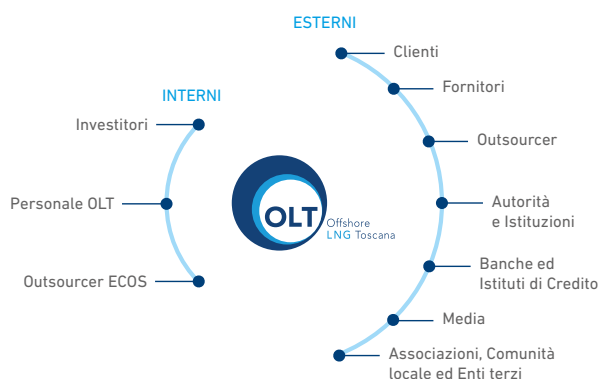 ESTERNI
Clienti
Fornitori
Outsourcer
Autorità
e Istituzioni
Banche ed
Istituti di Credito
Media
Associazioni, Comunità
locale ed Enti terzi
INTERNI
Investitori
Personale OLT
Outsourcer ECOS
OLT
Offshore
LNG Toscana